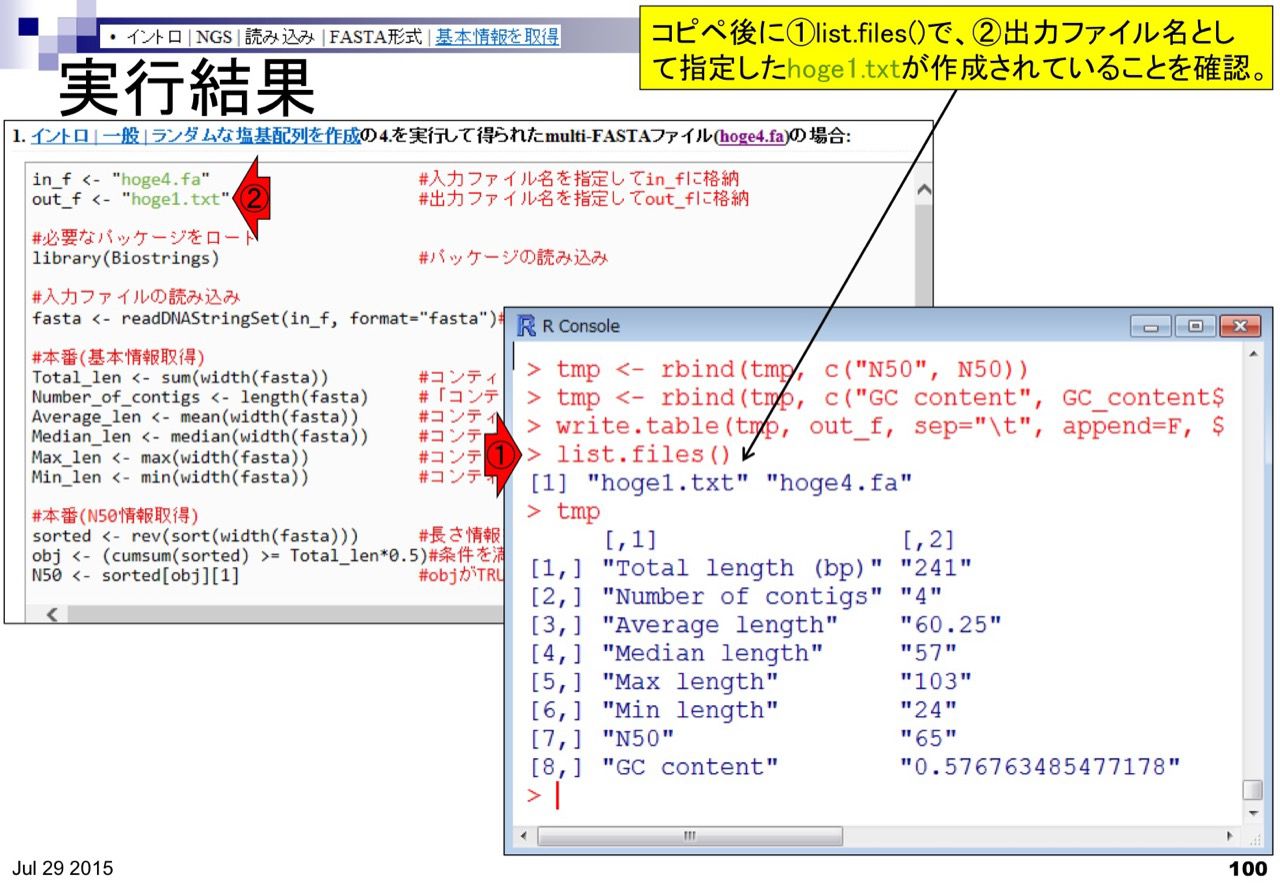 • イントロ | NGS | 読み込み | FASTA形式 | 基本情報を取得
実行結果
コピペ後に①list.files()で、②出力ファイル名とし
て指定したhoge1.txtが作成されていることを確認。
1. イントロ | 一般 | ランダムな塩基配列を作成の4.を実行して得られたmulti-FASTAファイル(hoge4.fa)の場合:
in_f <- "hoge4.fa" #入力ファイル名を指定してin_fに格納
out_f <- "hoge1.txt" #出力ファイル名を指定してout_fに格納
②
#必要なパッケージをロード
library(Biostrings) #パッケージの読み込み
#入力ファイルの読み込み
fasta <- readDNAStringSet(in_f, format="fasta")#
#本番(基本情報取得)
Total_len <- sum(width(fasta)) #コンティ
Number_of_contigs <- length(fasta) #「コンテ
Average_len <- mean(width(fasta)) #コンティ
Median_len <- median(width(fasta)) #コンテ
Max_len <- max(width(fasta)) #コンテ
Min_len <- min(width(fasta)) #コンティ
#本番(N50情報取得)
sorted <- rev(sort(width(fasta))) #長さ情報
obj <- (cumsum(sorted) >= Total_len*0.5)#条件を満
N50 <- sorted[obj][1] #objがTRU
①
R Console
> tmp <- rbind(tmp, c("N50", N50))
> tmp <- rbind(tmp, c("GC content", GC_content$
> write.table(tmp, out_f, sep="\t", append=F, $
> list.files()
[1] "hoge1.txt" "hoge4.fa"
> tmp
[,1] [,2]
[1,] "Total length (bp)" "241"
[2,] "Number of contigs" "4"
[3,] "Average length" "60.25"
[4,] "Median length" "57"
[5,] "Max length" "103"
[6,] "Min length" "24"
[7,] "N50" "65"
[8,] "GC content" "0.576763485477178"
>
Jul 29 2015
100